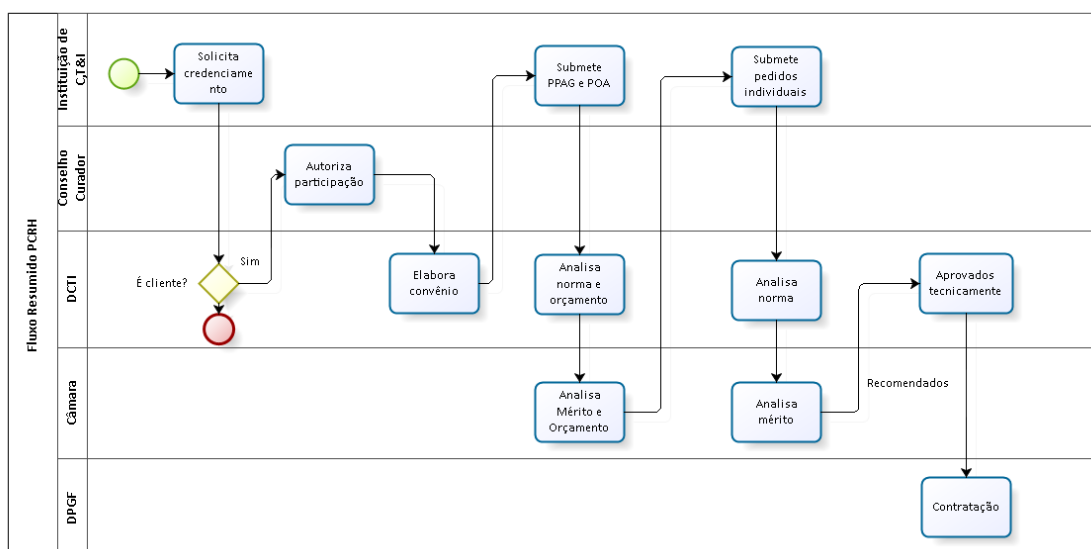 Fluxo Resumido PCRH
Instituição de
C,T&I
Solicita
credenciame
nto
Submete
PPAG e POA
Submete
pedidos
individuais
Conselho
Curador
Autoriza
participação
DCTI
É cliente?
Sim
Elabora
convênio
Analisa
norma e
orçamento
Analisa
norma
Aprovados
tecnicamente
Câmara
Analisa
Mérito e
Orçamento
Analisa
mérito
Recomendados
DPGF
Contratação